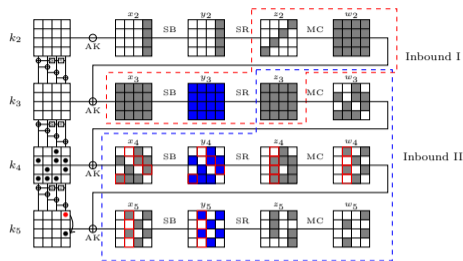 x₂ SB y₂ SR z₂ MC w₂
k₂
AK
Inbound I
x₃ SB y₃ SR z₃ MC w₃
k₃
AK
x₄ SB y₄ SR z₄ MC w₄
Inbound II
k₄
AK
x₅ SB y₅ SR z₅ MC w₅
k₅
AK